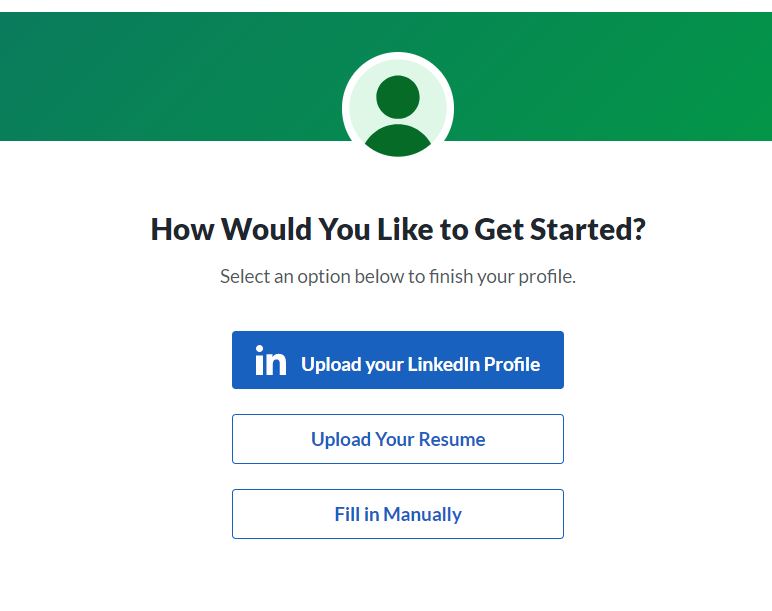 How Would You Like to Get Started?
Select an option below to finish your profile.
in Upload your LinkedIn Profile
Upload Your Resume
Fill in Manually